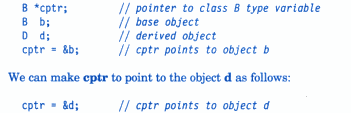 B *cptr; // pointer to class B type variable
B b; // base object
D d; // derived object
cptr = &b; // cptr points to object b
We can make cptr to point to the object d as follows:
cptr = &d; // cptr points to object d